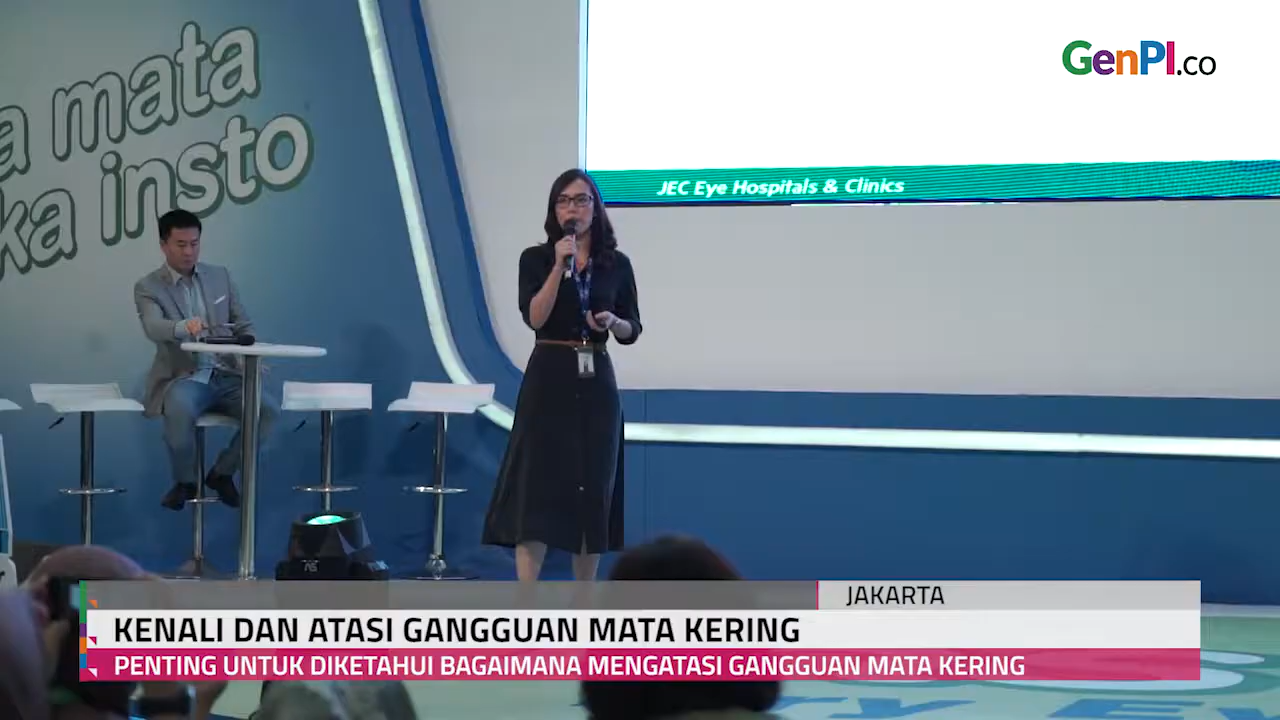 GenPI.co
a mata
ka insto
JEC Eye Hospitals & Clinics
JAKARTA
KENALI DAN ATASI GANGGUAN MATA KERING
PENTING UNTUK DIKETAHUI BAGAIMANA MENGATASI GANGGUAN MATA KERING